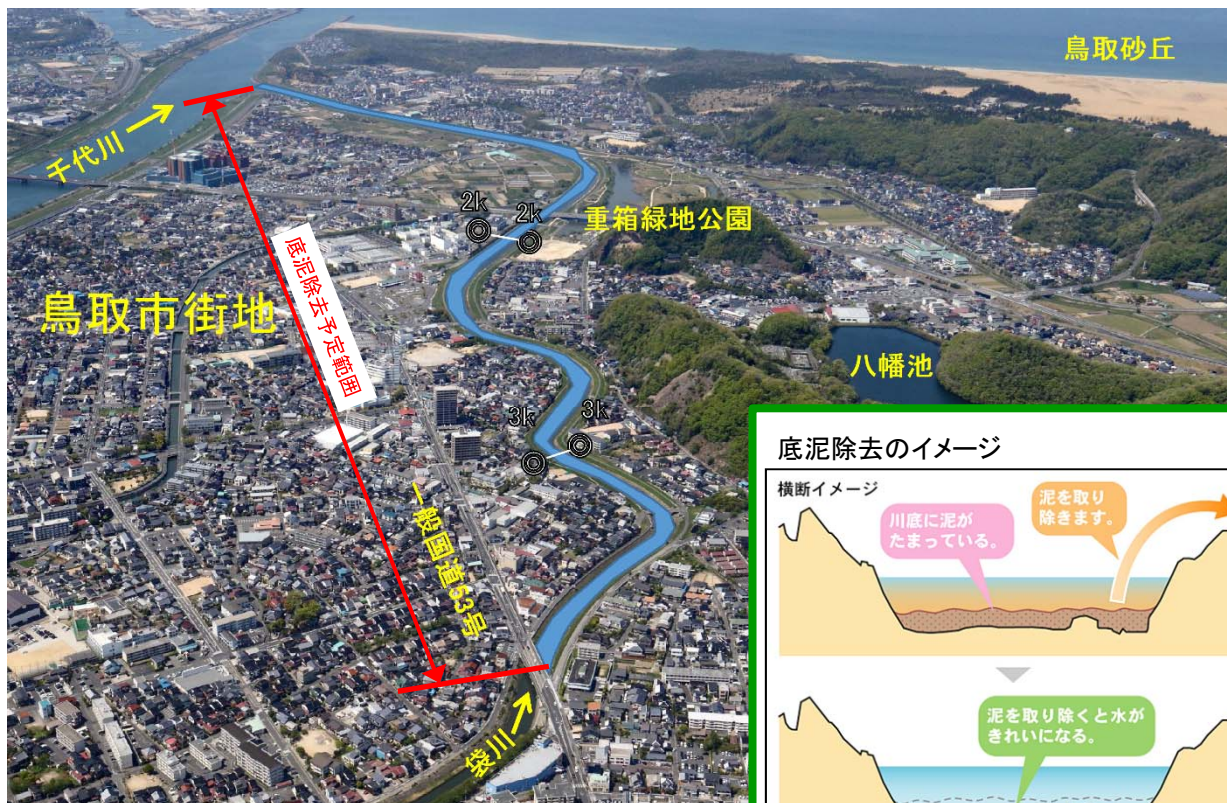 鳥取砂丘
千代川
2k
2k
重箱緑地公園
底泥除去予定範囲
鳥取市街地
八幡池
3k
3k
一般国道53号
袋川
底泥除去のイメージ
横断イメージ
川底に泥が
たまっている。
泥を取り
除きます。
泥を取り除くと水が
きれいになる。